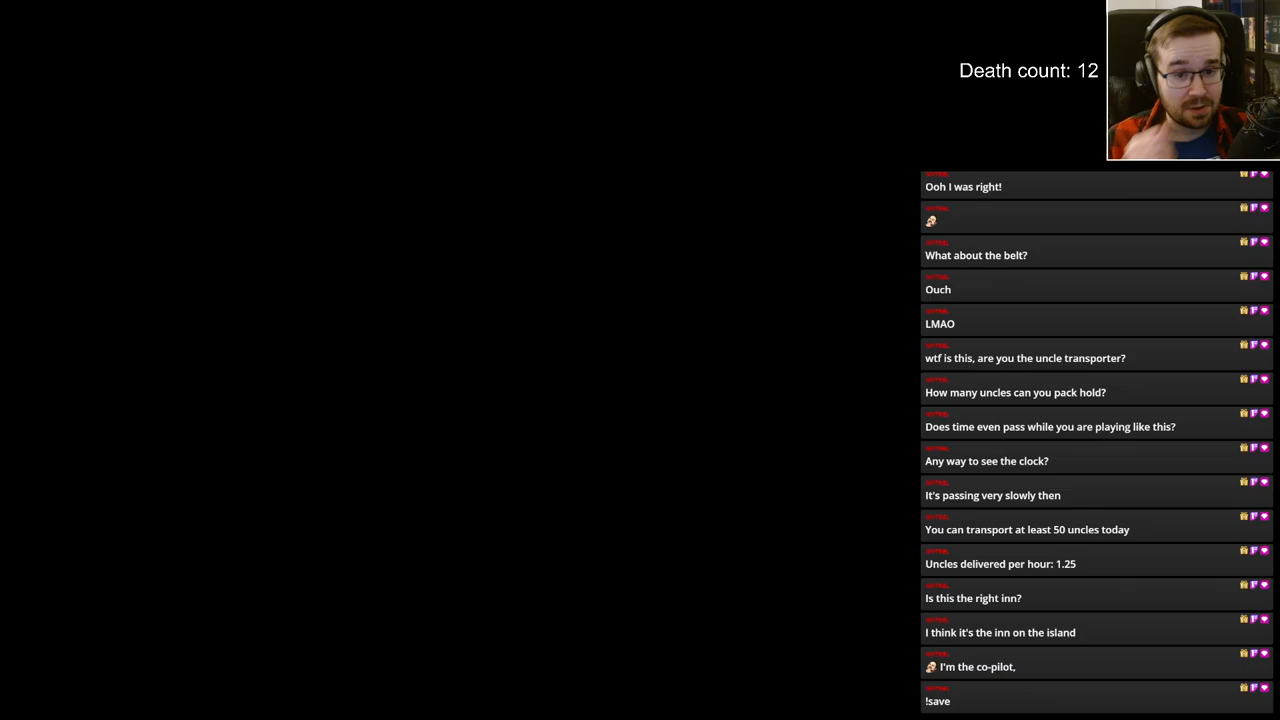 Death count: 12
Ooh I was right!
What about the belt?
Ouch
LMAO
wtf is this, are you the uncle transporter?
How many uncles can you pack hold?
Does time even pass while you are playing like this?
Any way to see the clock?
It's passing very slowly then
You can transport at least 50 uncles today
Uncles delivered per hour: 1.25
Is this the right inn?
I think it's the inn on the island
I'm the co-pilot,
!save